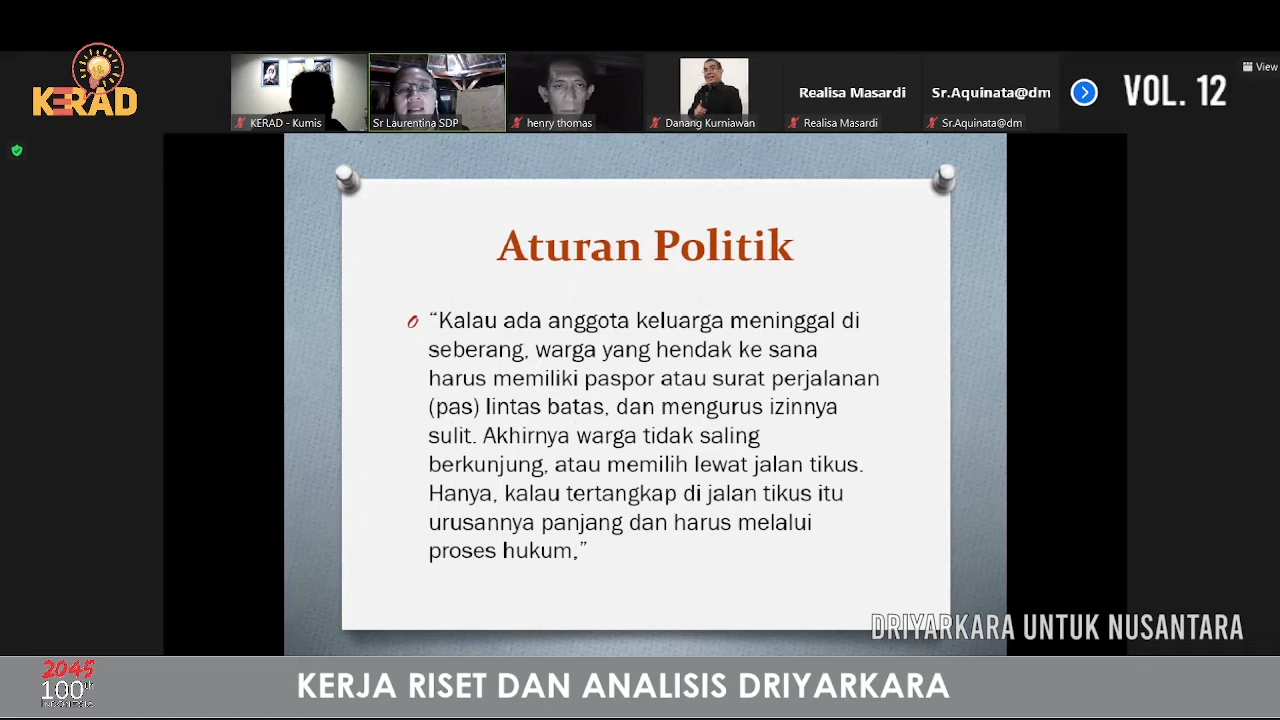 KERAD
KERAD - Kumis
Sr Laurentina SDP
henry thomas
Danang Kurniawan
Realisa Masardi
Realisa Masardi
Sr.Aquinata@dm
Sr.Aquinata@dm
VOL. 12
View
Aturan Politik
“Kalau ada anggota keluarga meninggal di
seberang, warga yang hendak ke sana
harus memiliki paspor atau surat perjalanan
(pas) lintas batas, dan mengurus izinnya
sulit. Akhirnya warga tidak saling
berkunjung, atau memilih lewat jalan tikus.
Hanya, kalau tertangkap di jalan tikus itu
urusannya panjang dan harus melalui
proses hukum,”
DRIYARKARA UNTUK NUSANTARA
2045
100th
INDONESIA
KERJA RISET DAN ANALISIS DRIYARKARA